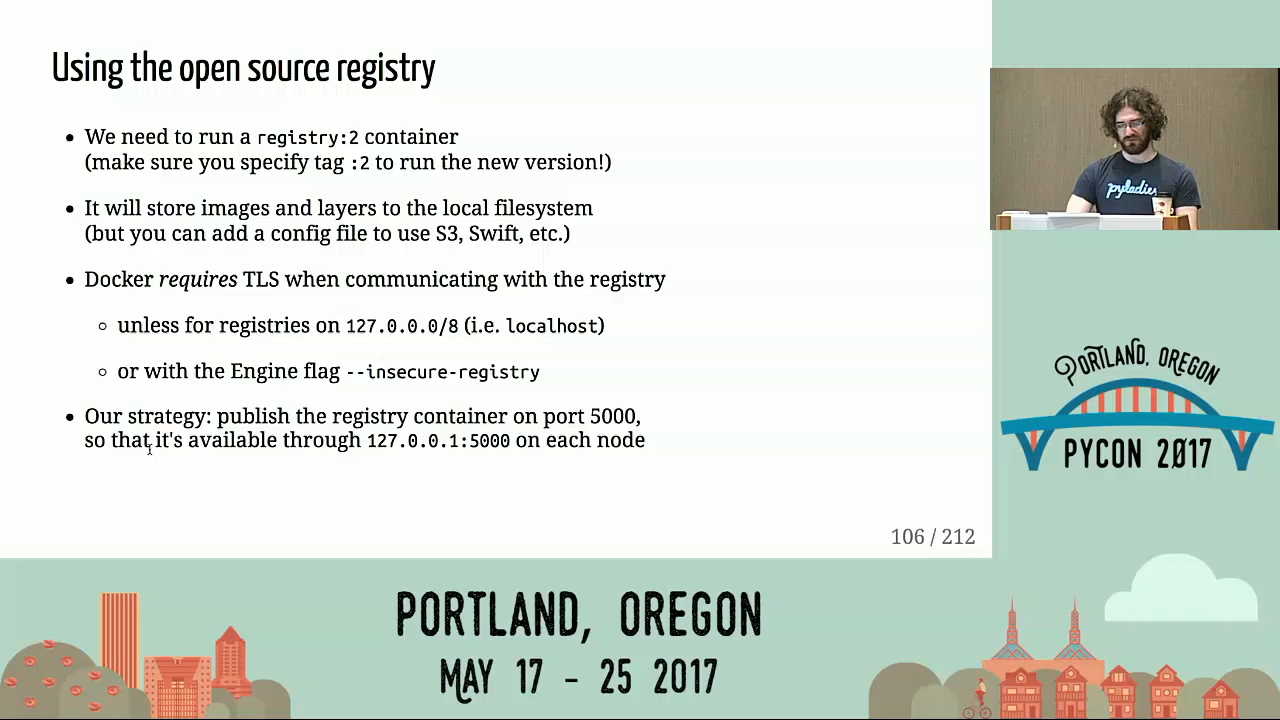 Using the open source registry
• We need to run a registry:2 container
(make sure you specify tag :2 to run the new version!)
• It will store images and layers to the local filesystem
(but you can add a config file to use S3, Swift, etc.)
• Docker requires TLS when communicating with the registry
◦ unless for registries on 127.0.0.0/8 (i.e. localhost)
◦ or with the Engine flag --insecure-registry
• Our strategy: publish the registry container on port 5000,
so that it's available through 127.0.0.1:5000 on each node
106 / 212
pyladies
PORTLAND, OREGON
PYCON 2017
PORTLAND, OREGON
MAY 17 - 25 2017